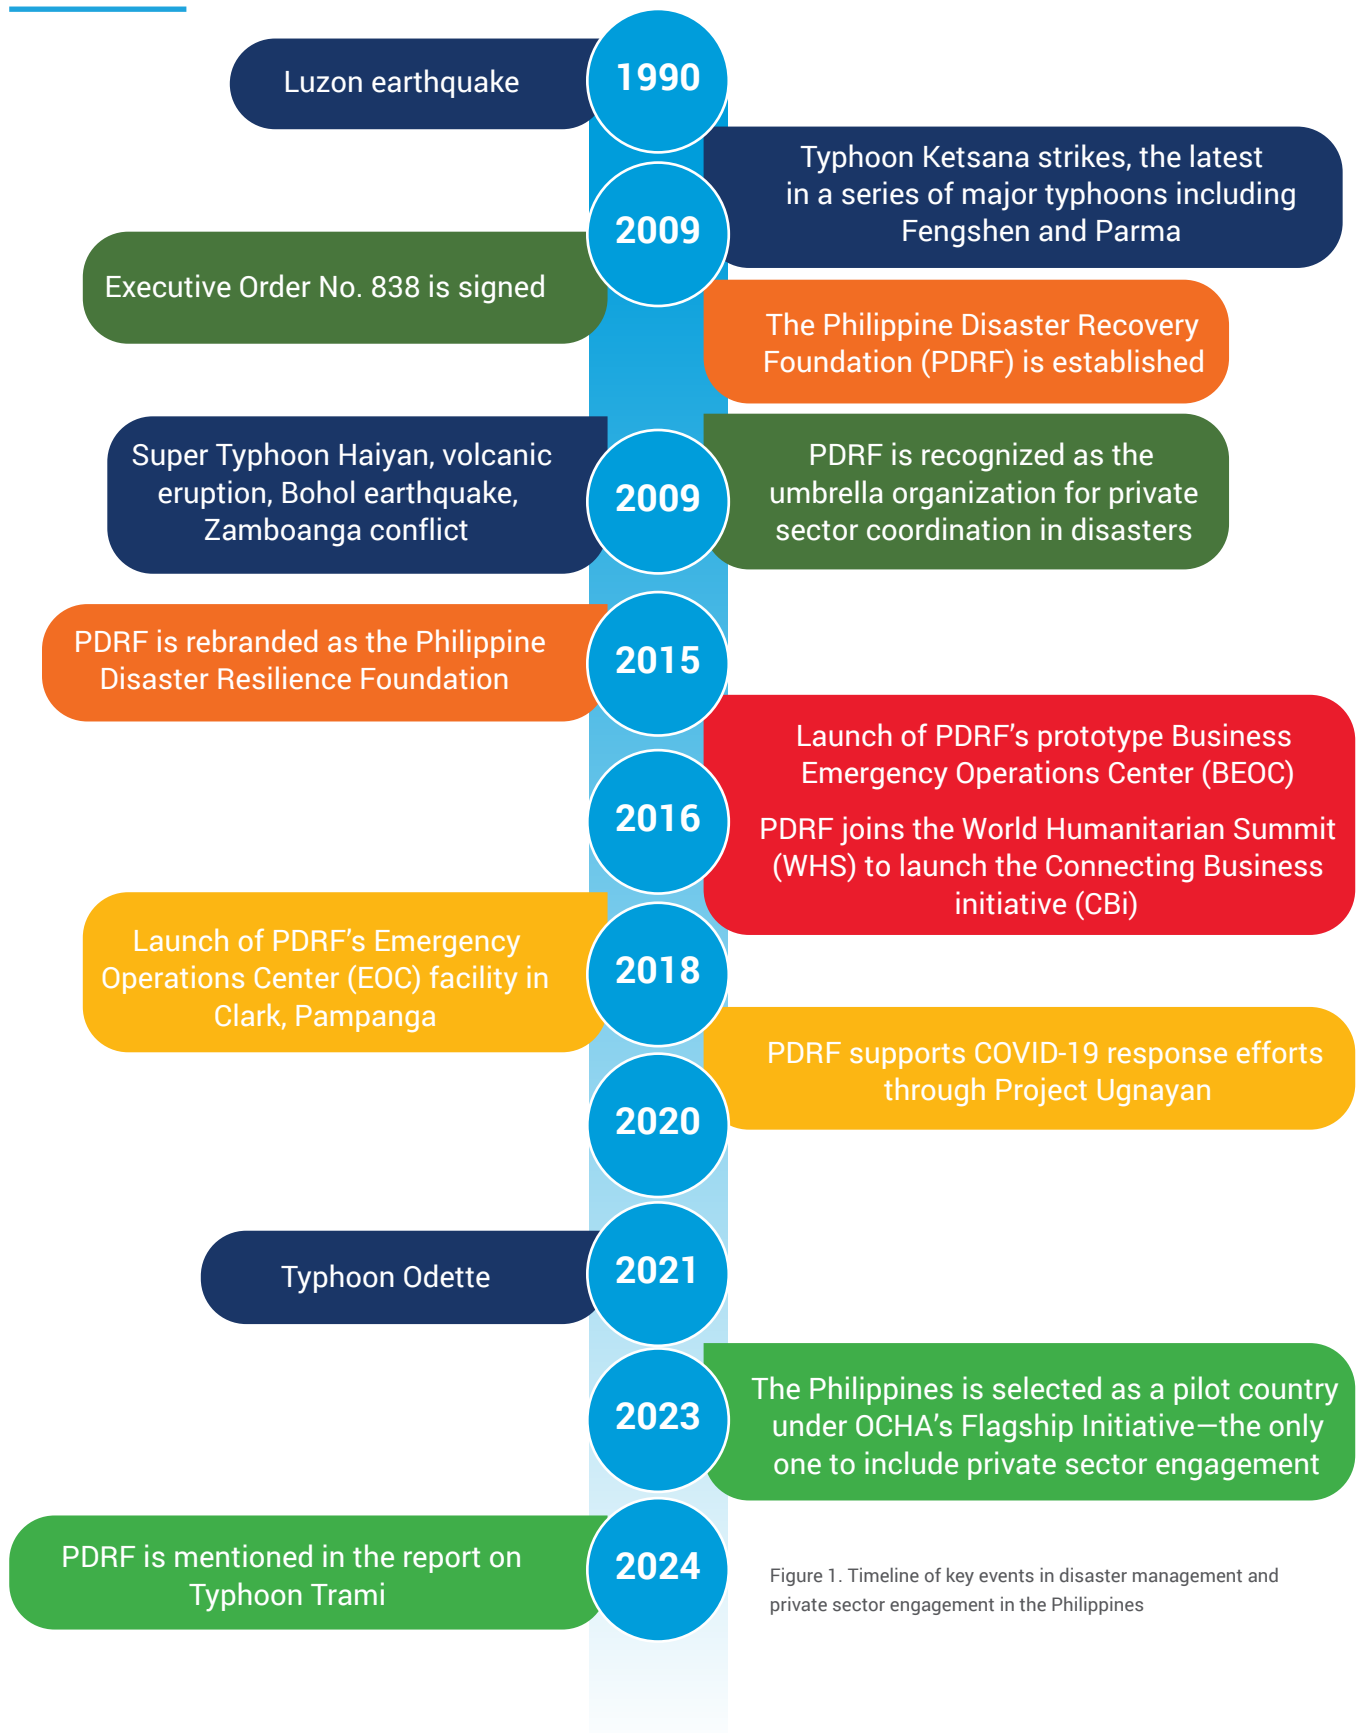 1990
Luzon earthquake
2009
Typhoon Ketsana strikes, the latest
in a series of major typhoons including
Fengshen and Parma
Executive Order No. 838 is signed
The Philippine Disaster Recovery
Foundation (PDRF) is established
2009
Super Typhoon Haiyan, volcanic
eruption, Bohol earthquake,
Zamboanga conflict
PDRF is recognized as the
umbrella organization for private
sector coordination in disasters
2015
PDRF is rebranded as the Philippine
Disaster Resilience Foundation
2016
Launch of PDRF’s prototype Business
Emergency Operations Center (BEOC)
PDRF joins the World Humanitarian Summit
(WHS) to launch the Connecting Business
initiative (CBi)
2018
Launch of PDRF’s Emergency
Operations Center (EOC) facility in
Clark, Pampanga
2020
PDRF supports COVID-19 response efforts
through Project Ugnayan
2021
Typhoon Odette
2023
The Philippines is selected as a pilot country
under OCHA’s Flagship Initiative—the only
one to include private sector engagement
2024
PDRF is mentioned in the report on
Typhoon Trami
Figure 1. Timeline of key events in disaster management and
private sector engagement in the Philippines